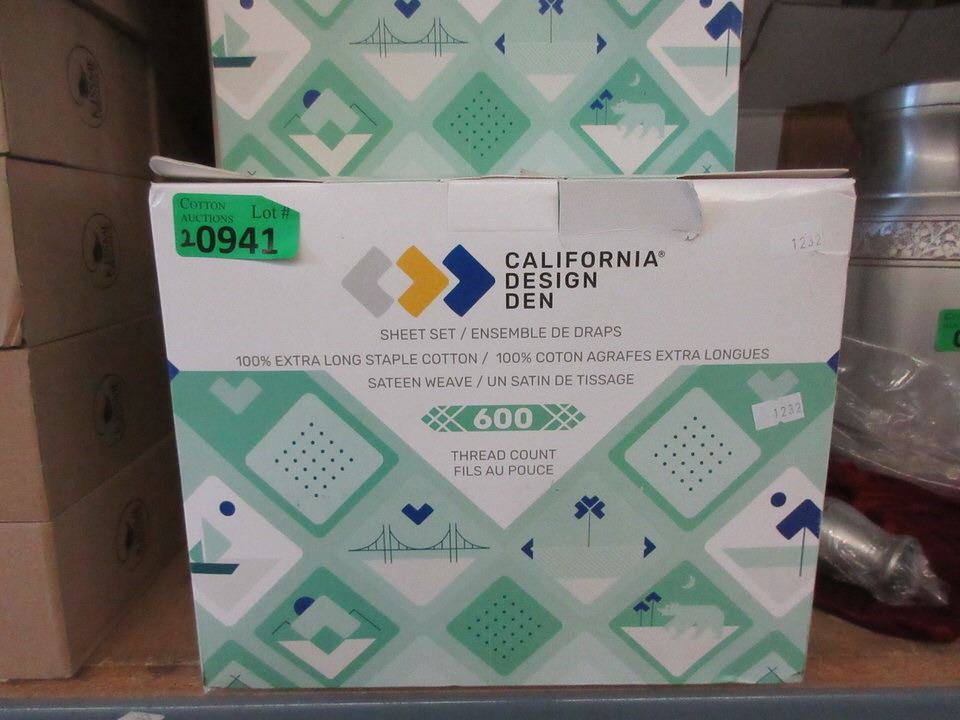 COTTON
AUCTIONS Lot #
20941
CALIFORNIA®
DESIGN
DEN
1232
SHEET SET / ENSEMBLE DE DRAPS
100% EXTRA LONG STAPLE COTTON / 100% COTON AGRAFES EXTRA LONGUES
SATEEN WEAVE / UN SATIN DE TISSAGE
600
1232
THREAD COUNT
FILS AU POUCE